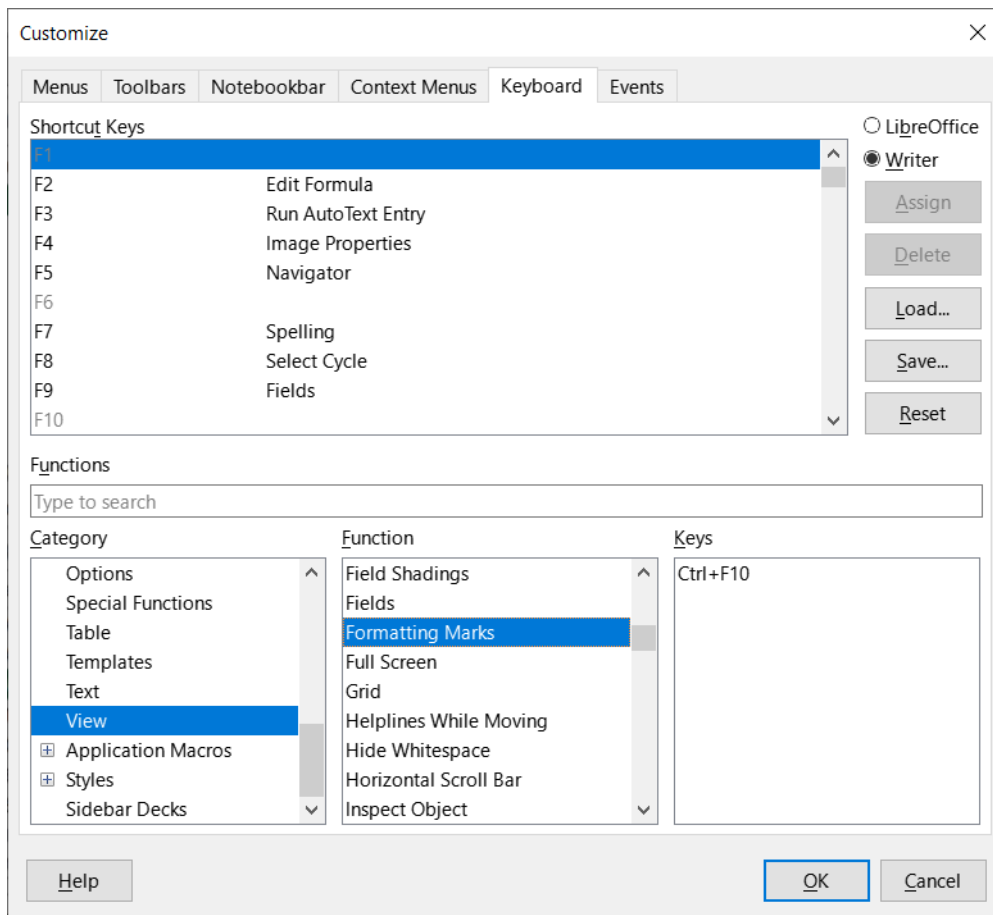 Customize
Menus Toolbars Notebookbar Context Menus Keyboard Events
Shortcut Keys
LibreOffice
Writer
F1
F2 Edit Formula
F3 Run AutoText Entry
F4 Image Properties
F5 Navigator
F6
F7 Spelling
F8 Select Cycle
F9 Fields
F10
Assign
Delete
Load...
Save...
Reset
Functions
Type to search
Category
Options
Special Functions
Table
Templates
Text
View
Application Macros
Styles
Sidebar Decks
Function
Field Shadings
Fields
Formatting Marks
Full Screen
Grid
Helplines While Moving
Hide Whitespace
Horizontal Scroll Bar
Inspect Object
Keys
Ctrl+F10
Help
OK
Cancel